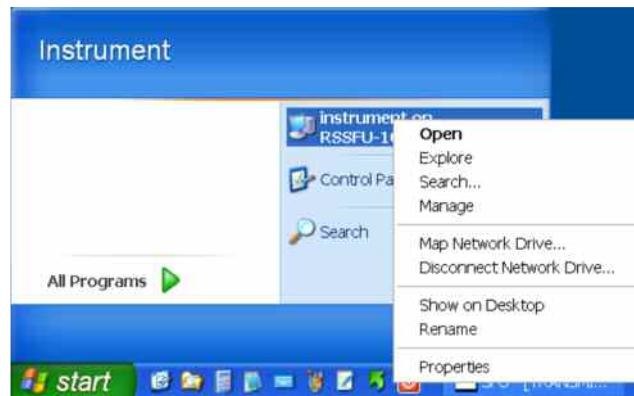 Instrument
instrument on
RSSFU-1
Control Pa
Search
All Programs
Open
Explore
Search...
Manage
Map Network Drive...
Disconnect Network Drive...
Show on Desktop
Rename
Properties
start